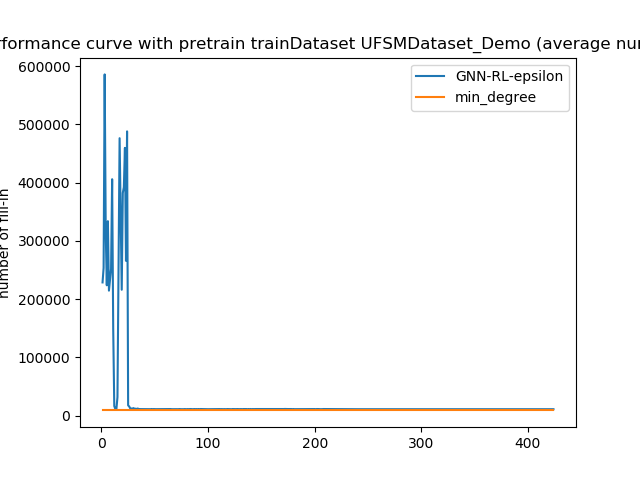 rformance curve with pretrain trainDataset UFSMDataset_Demo (average nu
GNN-RL-epsilon
min_degree
number of fill-in
600000
500000
400000
300000
200000
100000
0
0 100 200 300 400